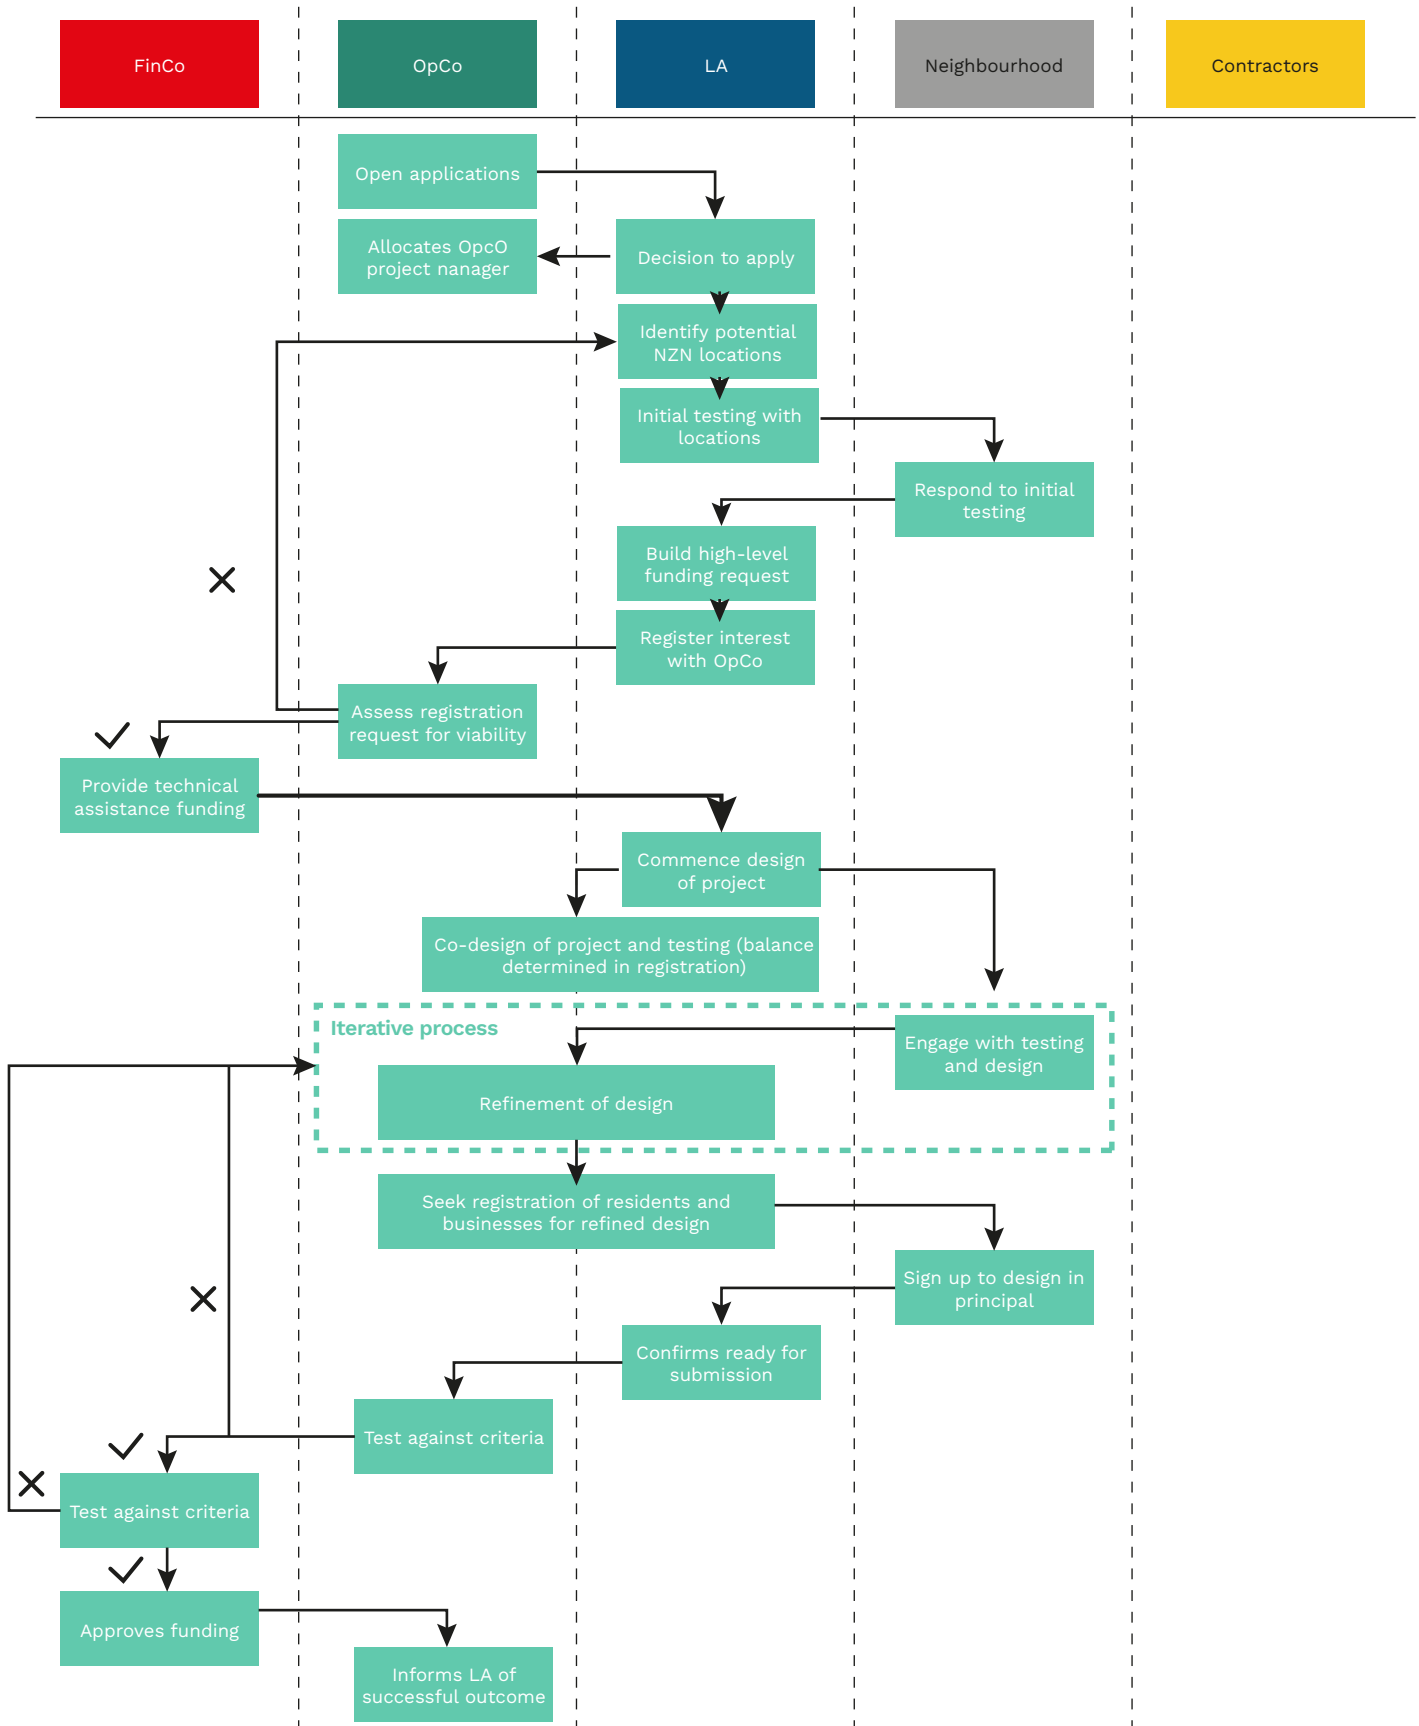 FinCo
OpCo
LA
Neighbourhood
Contractors
Open applications
Allocates OpcO
project nanager
Decision to apply
Identify potential
NZN locations
Initial testing with
locations
Respond to initial
testing
Build high-level
funding request
Register interest
with OpCo
Assess registration
request for viability
Provide technical
assistance funding
Commence design
of project
Co-design of project and testing (balance
determined in registration)
Iterative process
Engage with testing
and design
Refinement of design
Seek registration of residents and
businesses for refined design
Sign up to design in
principal
Confirms ready for
submission
Test against criteria
Test against criteria
Approves funding
Informs LA of
successful outcome